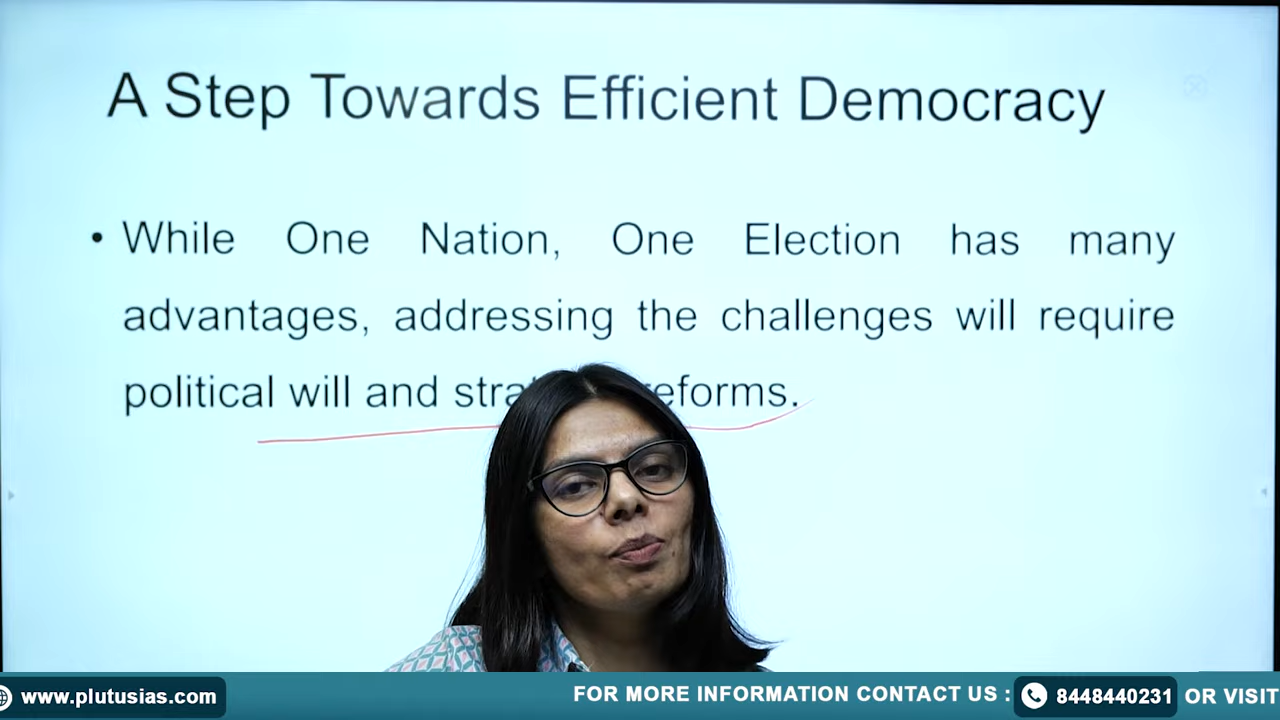 A Step Towards Efficient Democracy
• While One Nation, One Election has many
advantages, addressing the challenges will require
political will and reforms.
www.plutusias.com
FOR MORE INFORMATION CONTACT US : 8448440231 OR VISIT